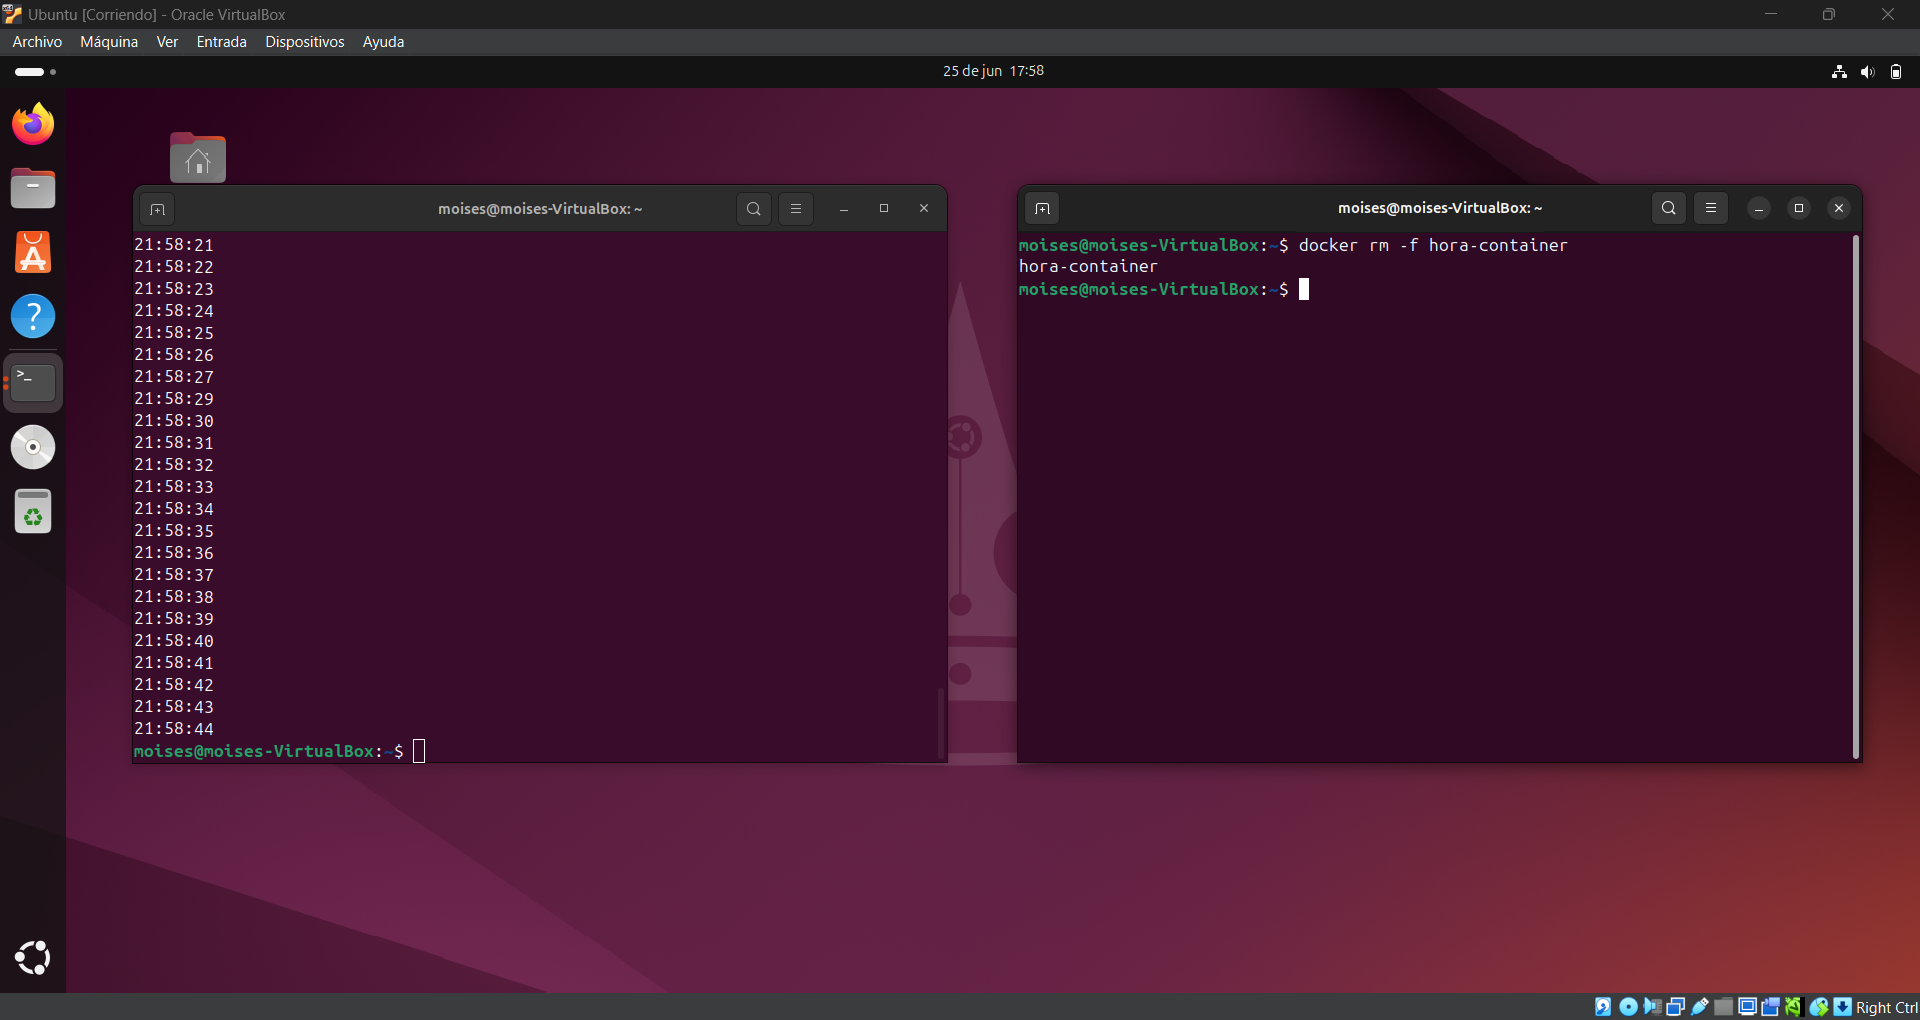 Ubuntu [Corriendo] - Oracle VirtualBox
Archivo Máquina Ver Entrada Dispositivos Ayuda
25 de jun 17:58
moises@moises-VirtualBox: ~
21:58:21
21:58:22
21:58:23
21:58:24
21:58:25
21:58:26
21:58:27
21:58:29
21:58:30
21:58:31
21:58:32
21:58:33
21:58:34
21:58:35
21:58:36
21:58:37
21:58:38
21:58:39
21:58:40
21:58:41
21:58:42
21:58:43
21:58:44
moises@moises-VirtualBox:~$
moises@moises-VirtualBox: ~
moises@moises-VirtualBox:~$ docker rm -f hora-container
hora-container
moises@moises-VirtualBox:~$
Right Ctrl